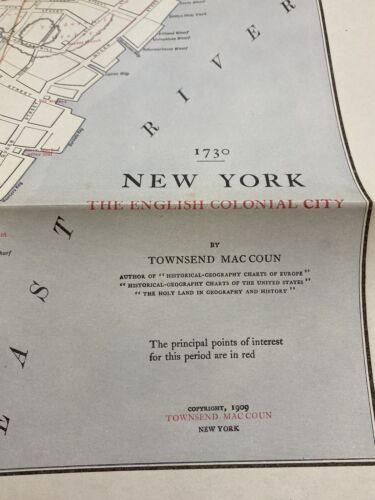 R
E
V
I
R
1730
NEW YORK
THE ENGLISH COLONIAL CITY
BY
TOWNSEND MAC COUN
AUTHOR OF "HISTORICAL-GEOGRAPHY CHARTS OF EUROPE"
"HISTORICAL-GEOGRAPHY CHARTS OF THE UNITED STATES"
"THE HOLY LAND IN GEOGRAPHY AND HISTORY"
T
S
A
E
The principal points of interest
for this period are in red
COPYRIGHT, 1909
TOWNSEND MAC COUN
NEW YORK